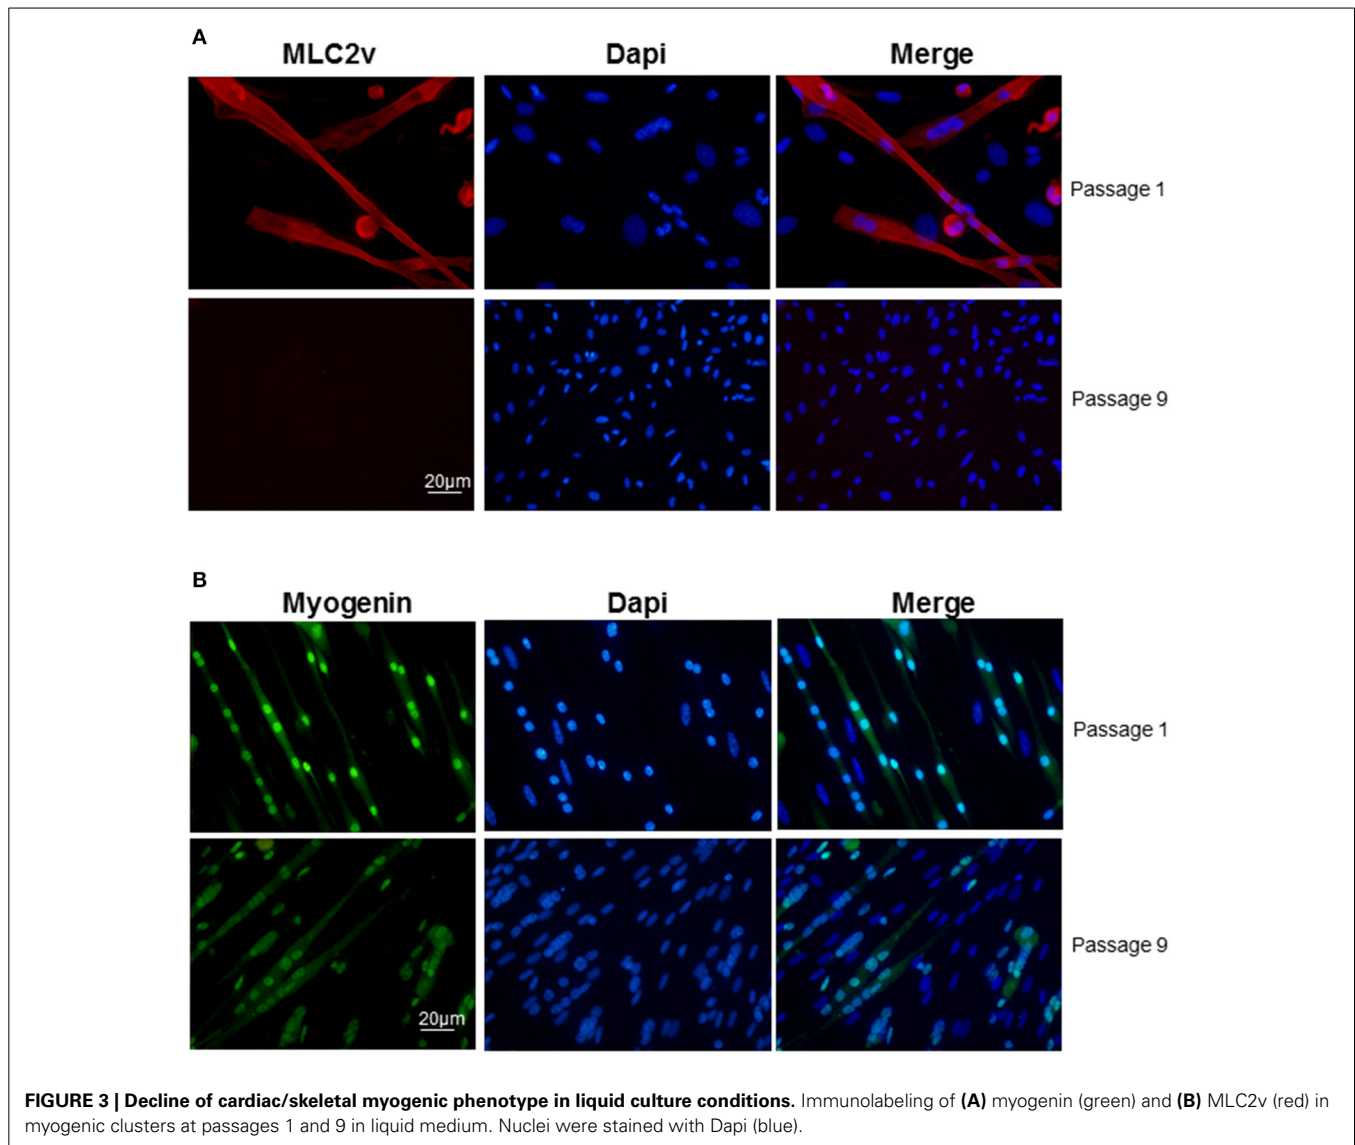 A
MLC2v Dapi Merge
Passage 1
Passage 9
20µm
B
Myogenin Dapi Merge
Passage 1
Passage 9
20µm
FIGURE 3 | Decline of cardiac/skeletal myogenic phenotype in liquid culture conditions. Immunolabeling of (A) myogenin (green) and (B) MLC2v (red) in
myogenic clusters at passages 1 and 9 in liquid medium. Nuclei were stained with Dapi (blue).